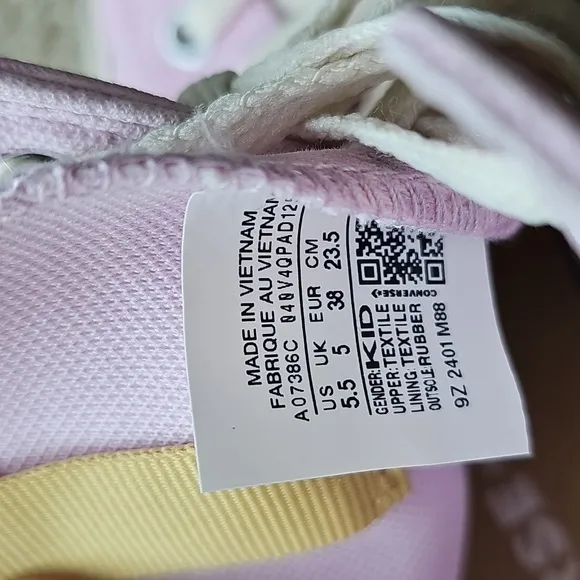 MADE IN VIETNAM
FABRIQUE AU VIETNAM
A07386C 040V4QPAD12
US UK EUR CM
5.5 5 38 23.5
GENDER: KID
UPPER: TEXTILE
LINING: TEXTILE
OUTSOLE: RUBBER
9Z 2401 M88
CONVERSE